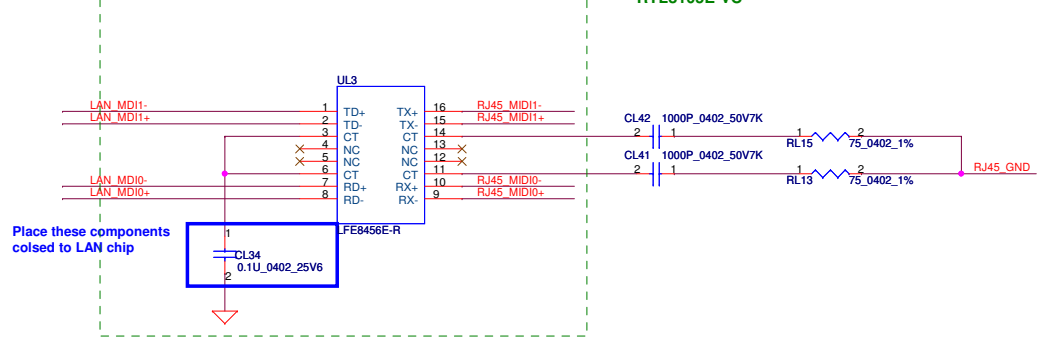 UL3
LAN_MDI1- 1 TD+ TX+ 16 RJ45_MIDI1-
LAN_MDI1+ 2 TD- TX- 15 RJ45_MIDI1+
3 CT CT 14
4 NC NC 13
5 NC NC 12
6 CT CT 11
LAN_MDI0- 7 RD+ RX+ 10 RJ45_MIDI0-
LAN_MDI0+ 8 RD- RX- 9 RJ45_MIDI0+
LFE8456E-R
CL42 1000P_0402_50V7K
2 1 1 2
RL15 75_0402_1%
CL41 1000P_0402_50V7K
2 1 1 2
RL13 75_0402_1%
RJ45_GND
Place these components
colsed to LAN chip
1
CL34
0.1U_0402_25V6
2